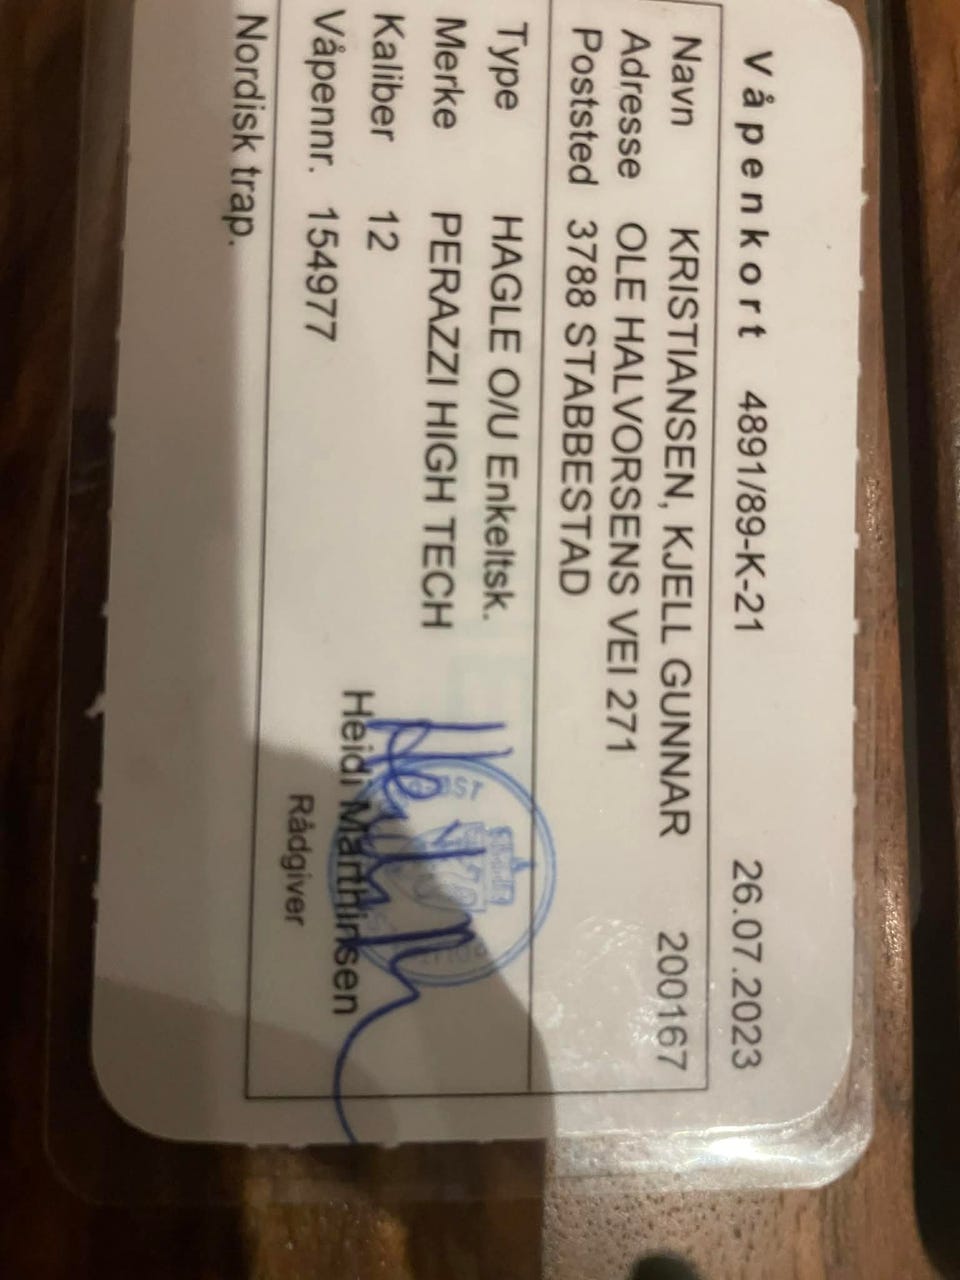 Våpenkort 4891/89-K-21 26.07.2023
Navn KRISTIANSEN, KJELL GUNNAR 200167
Adresse OLE HALVORSENS VEI 271
Poststed 3788 STABBESTAD
Type HAGLE O/U Enkeltsk.
Merke PERAZZI HIGH TECH
Kaliber 12
Våpennr. 154977
Heidi Marthinsen
Rådgiver
Nordisk trap.